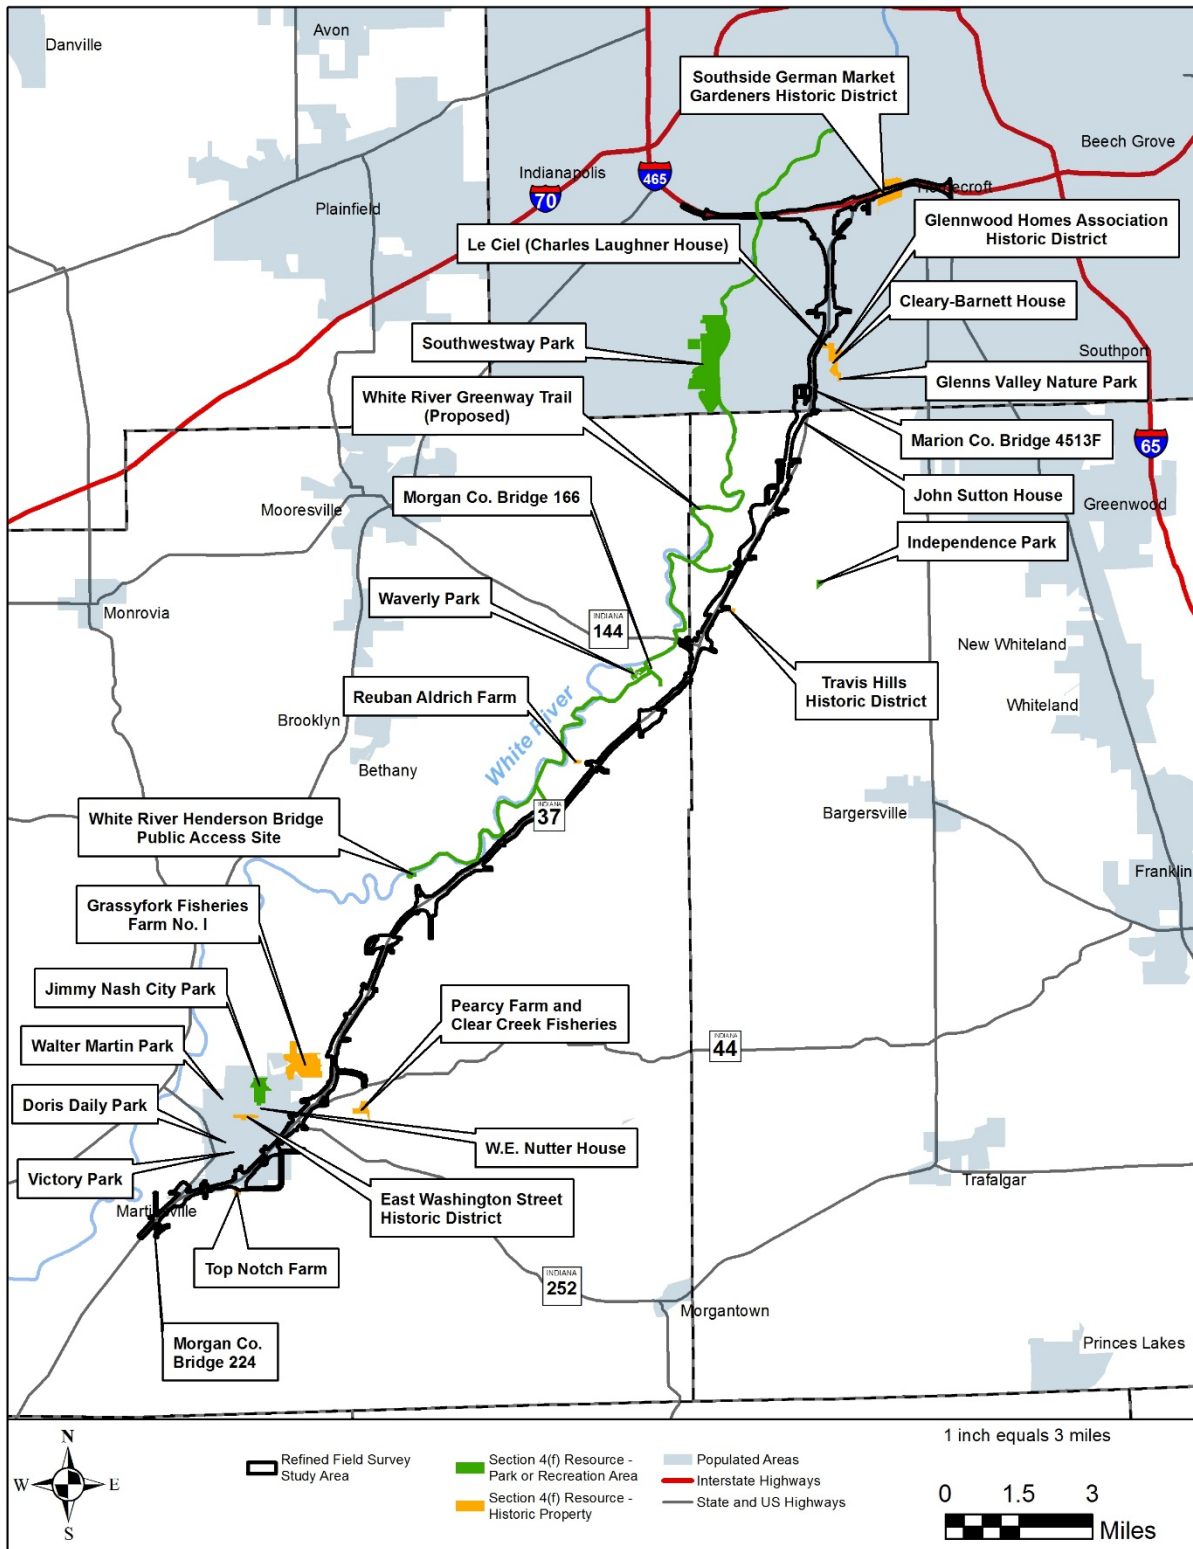 Danville
Avon
Southside German Market
Gardeners Historic District
Beech Grove
Indianapolis
465
70
Plainfield
Glennwood Homes Association
Historic District
Le Ciel (Charles Laughner House)
Cleary-Barnett House
Southwestway Park
Southport
Glenns Valley Nature Park
White River Greenway Trail
(Proposed)
Marion Co. Bridge 4513F
65
Morgan Co. Bridge 166
John Sutton House
Greenwood
Mooresville
Independence Park
Waverly Park
Monrovia
INDIANA
144
New Whiteland
Travis Hills
Historic District
Reuban Aldrich Farm
White River
Whiteland
Brooklyn
Bethany
INDIANA
37
Bargersville
White River Henderson Bridge
Public Access Site
Franklin
Grassyfork Fisheries
Farm No. I
Jimmy Nash City Park
Pearcy Farm and
Clear Creek Fisheries
Walter Martin Park
INDIANA
44
Doris Daily Park
W.E. Nutter House
Victory Park
Trafalgar
East Washington Street
Historic District
Martinsville
Top Notch Farm
INDIANA
252
Morgantown
Morgan Co.
Bridge 224
Princes Lakes
N
W
E
S
Refined Field Survey
Study Area
Section 4(f) Resource -
Park or Recreation Area
Section 4(f) Resource -
Historic Property
Populated Areas
Interstate Highways
State and US Highways
1 inch equals 3 miles
0 1.5 3
Miles